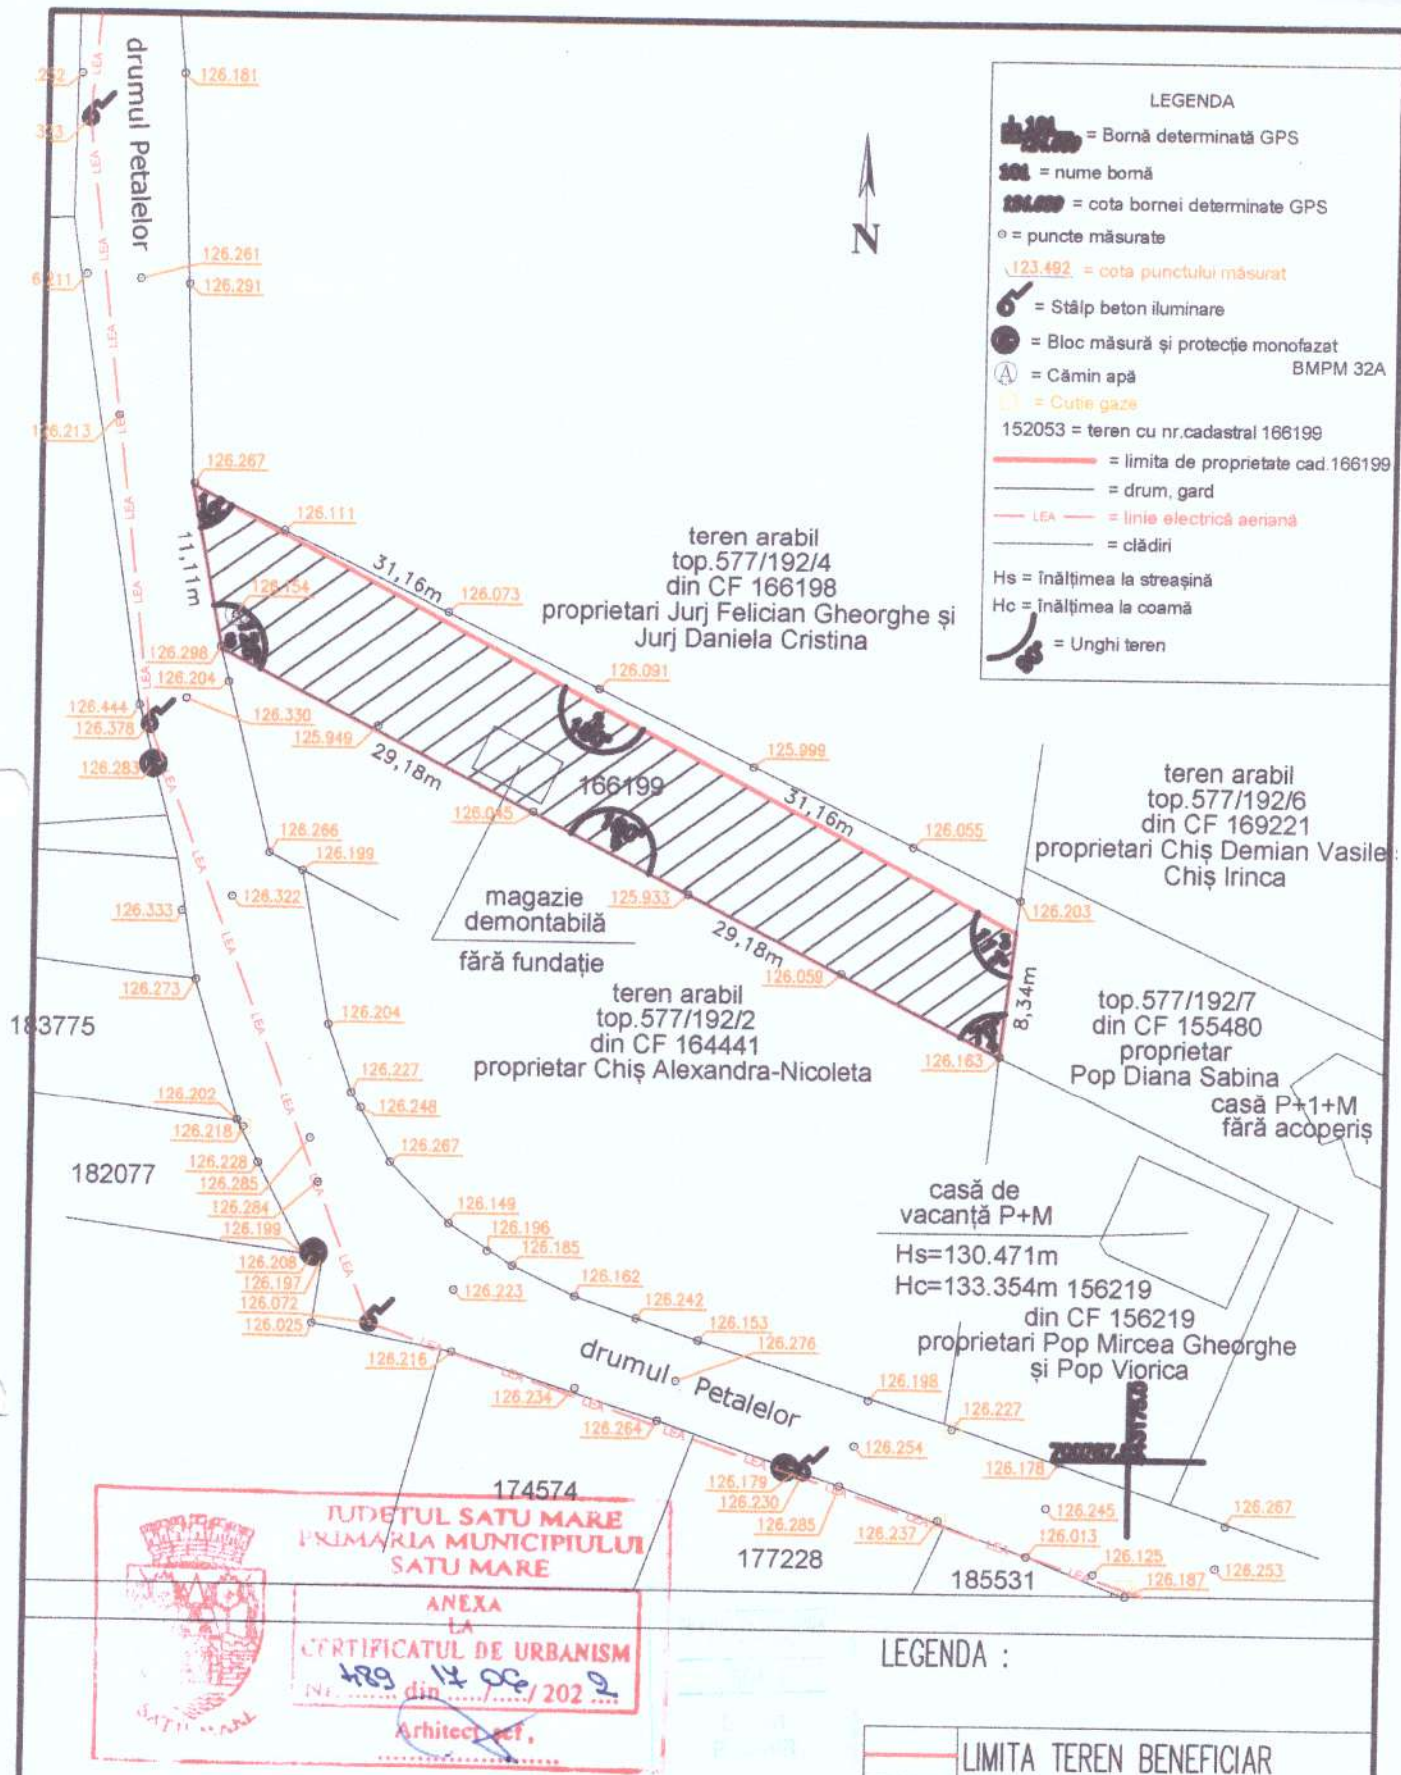 drumul Petalelor
126.181
6.211
126.261
126.291
126.267
126.111
11,11m
31,16m
126.073
126.154
126.298
126.204
126.091
126.444
126.378
126.330
126.283
125.949
29,18m
125.999
166199
31,16m
126.045
126.055
126.266
126.199
126.322
126.333
125.933
29,18m
126.203
126.059
8,34m
126.273
126.163
LEGENDA
= Bornă determinată GPS
101 = nume bornă
= cota bornei determinate GPS
= puncte măsurate
123.492 = cota punctului măsurat
= Stâlp beton iluminare
= Bloc măsură și protecție monofazat
BMPM 32A
A = Cămin apă
= Cutie gaze
152053 = teren cu nr.cadastral 166199
= limita de proprietate cad.166199
= drum, gard
LEA = linie electrică aeriană
= clădiri
Hs = înălțimea la streașină
Hc = înălțimea la coamă
= Unghi teren
N
teren arabil
top.577/192/4
din CF 166198
proprietari Jurj Felician Gheorghe și
Jurj Daniela Cristina
teren arabil
top.577/192/6
din CF 169221
proprietari Chiș Demian Vasile
Chiș Irinca
magazie
demontabilă
fără fundație
teren arabil
top.577/192/2
din CF 164441
proprietar Chiș Alexandra-Nicoleta
top.577/192/7
din CF 155480
proprietar
Pop Diana Sabina
casă P+1+M
fără acoperiș
183775
126.204
126.227
126.248
126.202
126.218
126.267
126.228
182077
126.285
126.284
126.149
126.199
126.196
126.208
126.185
126.197
126.162
126.072
126.223
126.242
126.025
126.153
126.216
126.276
casă de
vacanță P+M
Hs=130.471m
Hc=133.354m 156219
din CF 156219
proprietari Pop Mircea Gheorghe
și Pop Viorica
drumul Petalelor
126.234
126.198
126.264
126.227
126.254
126.178
126.179
126.230
126.285
126.245
126.267
126.237
126.013
126.125
126.253
126.187
174574
177228
185531
JUDETUL SATU MARE
PRIMARIA MUNICIPIULUI
SATU MARE
ANEXA
LA
CERTIFICATUL DE URBANISM
Nr. 489 din 17 / 2022
Arhitect șef,
SATU MARE
LEGENDA :
LIMITA TEREN BENEFICIAR